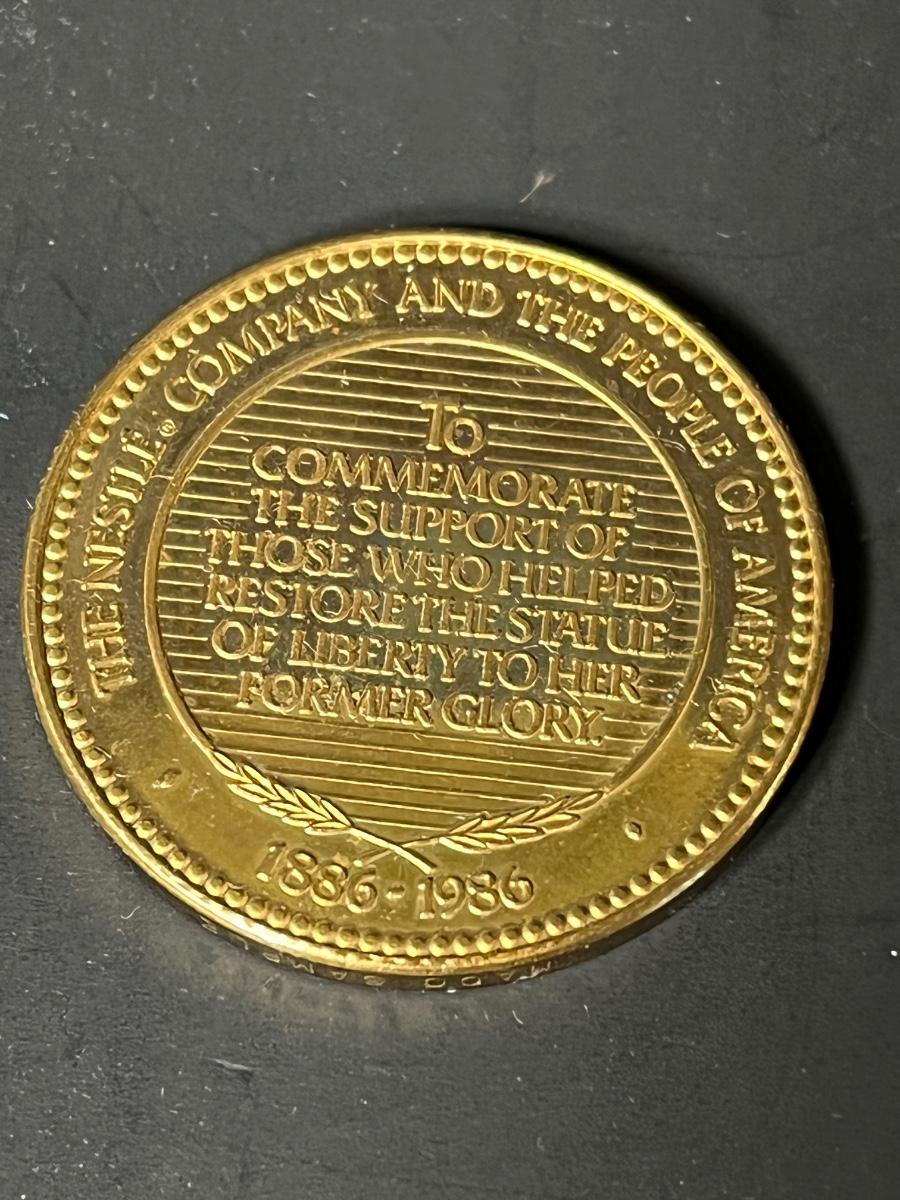 THE NESTLÉ® COMPANY AND THE PEOPLE OF AMERICA
TO
COMMEMORATE
THE SUPPORT OF
THOSE WHO HELPED
RESTORE THE STATUE
OF LIBERTY TO HER
FORMER GLORY.
1886-1986